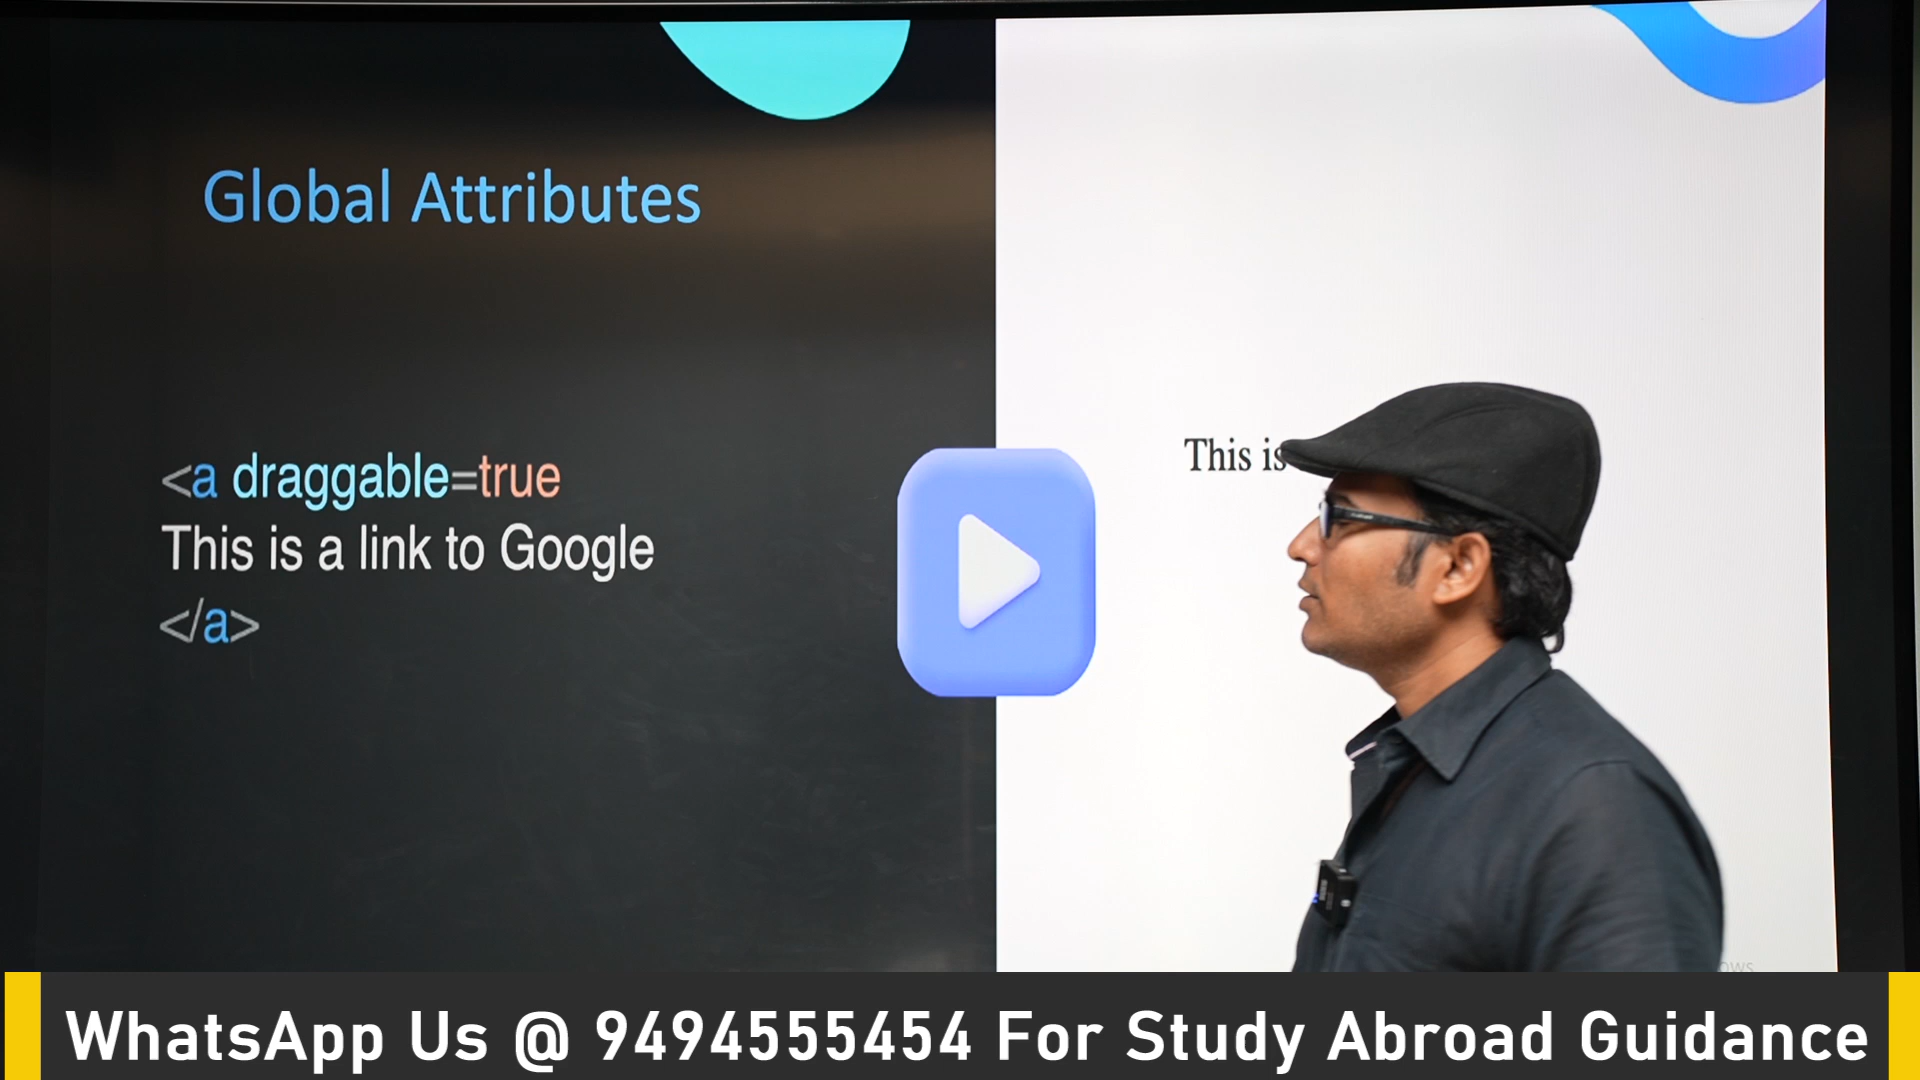 Global Attributes
<a draggable=true
This is a link to Google
</a>
This is
WhatsApp Us @ 9494555454 For Study Abroad Guidance